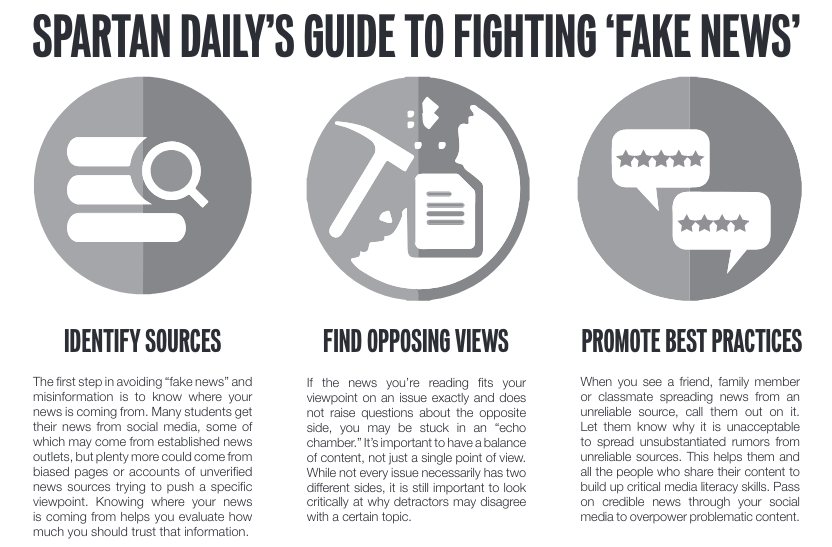 SPARTAN DAILY’S GUIDE TO FIGHTING ‘FAKE NEWS’
IDENTIFY SOURCES
The first step in avoiding “fake news” and
misinformation is to know where your
news is coming from. Many students get
their news from social media, some of
which may come from established news
outlets, but plenty more could come from
biased pages or accounts of unverified
news sources trying to push a specific
viewpoint. Knowing where your news
is coming from helps you evaluate how
much you should trust that information.
FIND OPPOSING VIEWS
If the news you’re reading fits your
viewpoint on an issue exactly and does
not raise questions about the opposite
side, you may be stuck in an “echo
chamber.” It’s important to have a balance
of content, not just a single point of view.
While not every issue necessarily has two
different sides, it is still important to look
critically at why detractors may disagree
with a certain topic.
PROMOTE BEST PRACTICES
When you see a friend, family member
or classmate spreading news from an
unreliable source, call them out on it.
Let them know why it is unacceptable
to spread unsubstantiated rumors from
unreliable sources. This helps them and
all the people who share their content to
build up critical media literacy skills. Pass
on credible news through your social
media to overpower problematic content.